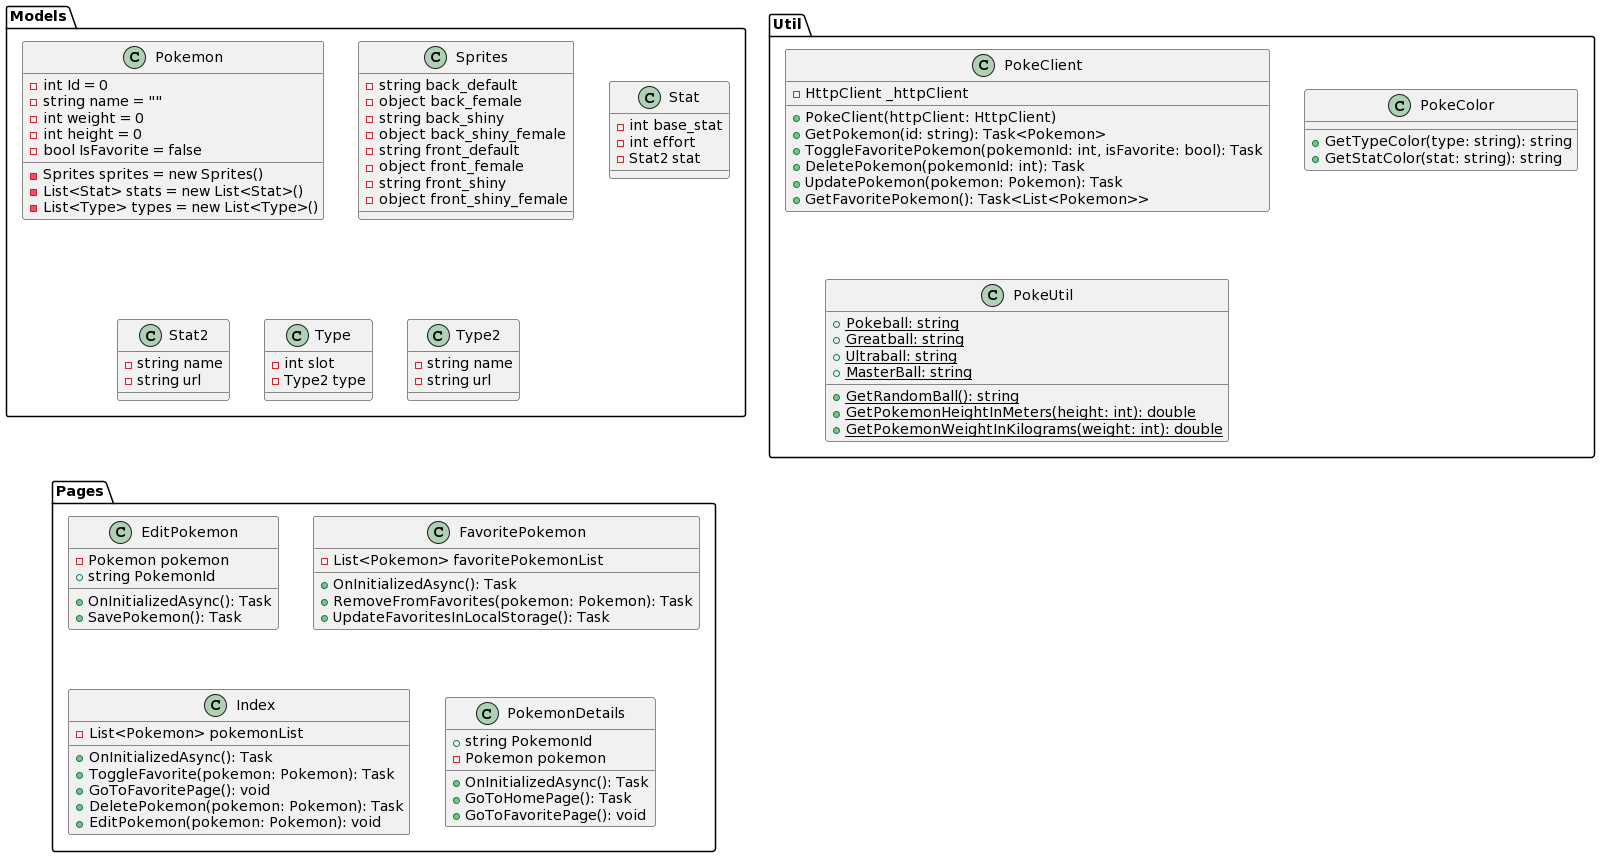 Models
C Pokemon
int Id = 0
string name = ""
int weight = 0
int height = 0
bool IsFavorite = false
Sprites sprites = new Sprites()
List<Stat> stats = new List<Stat>()
List<Type> types = new List<Type>()
C Sprites
string back_default
object back_female
string back_shiny
object back_shiny_female
string front_default
object front_female
string front_shiny
object front_shiny_female
C Stat
int base_stat
int effort
Stat2 stat
C Stat2
string name
string url
C Type
int slot
Type2 type
C Type2
string name
string url
Util
C PokeClient
HttpClient _httpClient
PokeClient(httpClient: HttpClient)
GetPokemon(id: string): Task<Pokemon>
ToggleFavoritePokemon(pokemonId: int, isFavorite: bool): Task
DeletePokemon(pokemonId: int): Task
UpdatePokemon(pokemon: Pokemon): Task
GetFavoritePokemon(): Task<List<Pokemon>>
C PokeColor
GetTypeColor(type: string): string
GetStatColor(stat: string): string
C PokeUtil
Pokeball: string
Greatball: string
Ultraball: string
MasterBall: string
GetRandomBall(): string
GetPokemonHeightInMeters(height: int): double
GetPokemonWeightInKilograms(weight: int): double
Pages
C EditPokemon
Pokemon pokemon
string PokemonId
OnInitializedAsync(): Task
SavePokemon(): Task
C FavoritePokemon
List<Pokemon> favoritePokemonList
OnInitializedAsync(): Task
RemoveFromFavorites(pokemon: Pokemon): Task
UpdateFavoritesInLocalStorage(): Task
C Index
List<Pokemon> pokemonList
OnInitializedAsync(): Task
ToggleFavorite(pokemon: Pokemon): Task
GoToFavoritePage(): void
DeletePokemon(pokemon: Pokemon): Task
EditPokemon(pokemon: Pokemon): void
C PokemonDetails
string PokemonId
Pokemon pokemon
OnInitializedAsync(): Task
GoToHomePage(): Task
GoToFavoritePage(): void